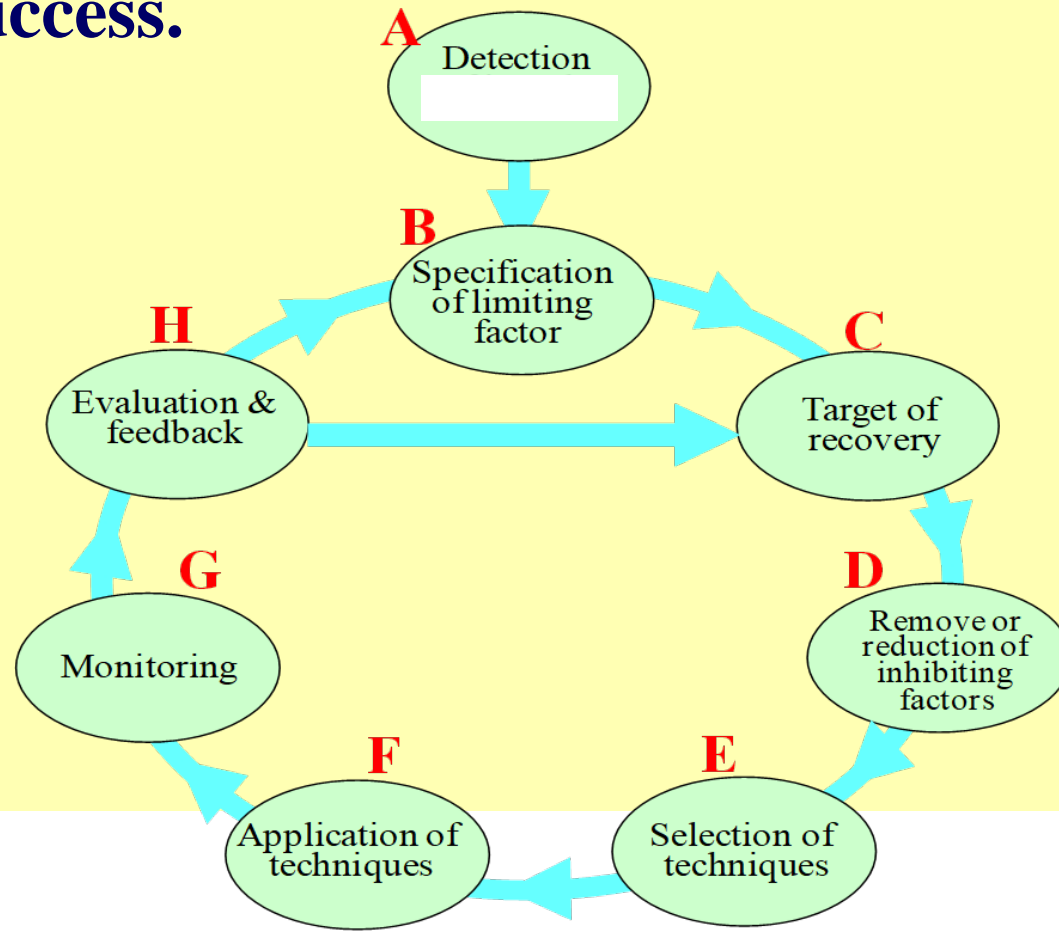 uccess.
A
Detection
B
Specification
of limiting
factor
H
Evaluation &
feedback
C
Target of
recovery
G
Monitoring
D
Remove or
reduction of
inhibiting
factors
F
Application of
techniques
E
Selection of
techniques